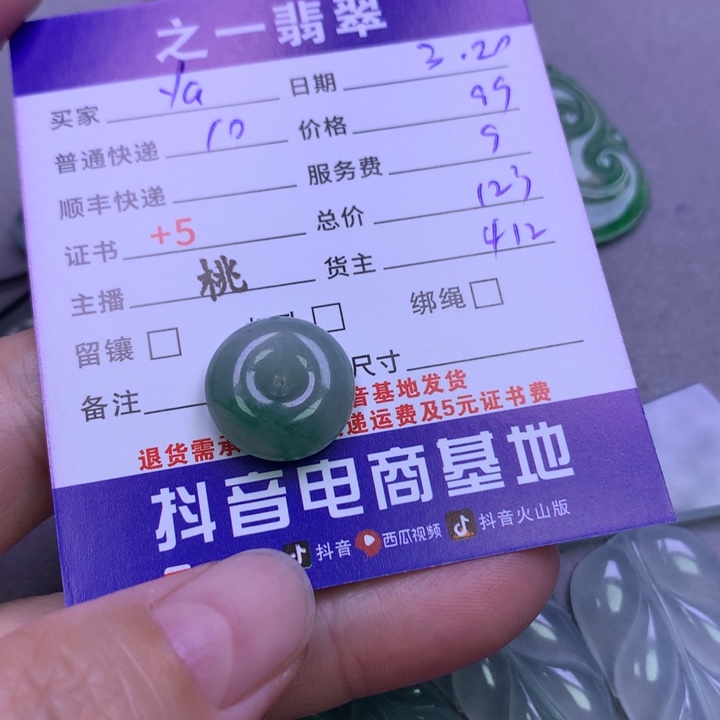 之一翡翠
买家 Ya 日期 3.20
普通快递 10 价格 99
顺丰快递 服务费 9
证书 +5 总价 123
主播 桃 货主 412
留镶 绑绳
备注 尺寸
音基地发货
退货需承 递运费及5元证书费
抖音电商基地
抖音 西瓜视频 抖音火山版